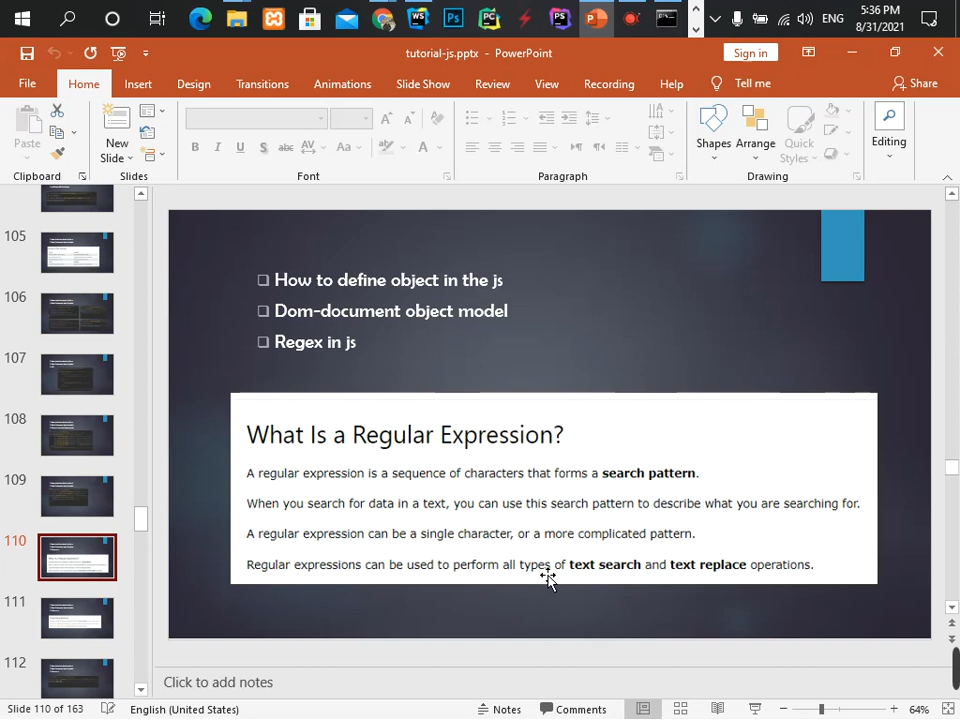 5:36 PM
ENG
8/31/2021
tutorial-js.pptx - PowerPoint
Sign in
File Home Insert Design Transitions Animations Slide Show Review View Recording Help Tell me Share
Paste
New
Slide
Shapes Arrange Quick
Styles
Editing
Clipboard Slides Font Paragraph Drawing
105
106
107
108
109
110
111
112
How to define object in the js
Dom-document object model
Regex in js
What Is a Regular Expression?
A regular expression is a sequence of characters that forms a search pattern.
When you search for data in a text, you can use this search pattern to describe what you are searching for.
A regular expression can be a single character, or a more complicated pattern.
Regular expressions can be used to perform all types of text search and text replace operations.
Click to add notes
Slide 110 of 163 English (United States) Notes Comments 64%